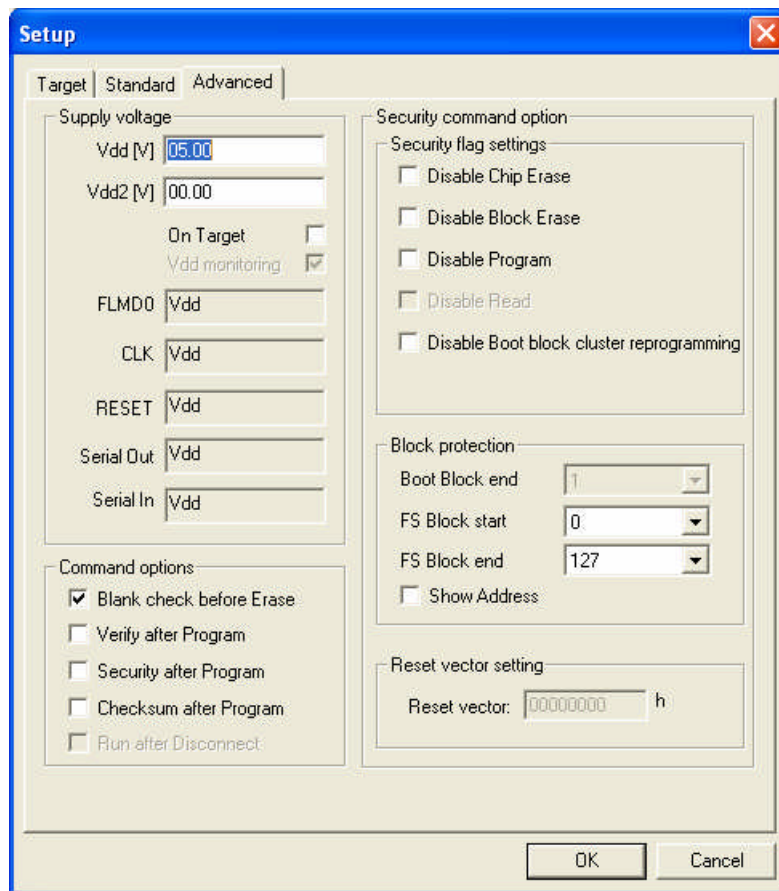 Setup
Target
Standard
Advanced
Supply voltage
Vdd [V] 05.00
Vdd2 [V] 00.00
On Target
Vdd monitoring
FLMD0 Vdd
CLK Vdd
RESET Vdd
Serial Out Vdd
Serial In Vdd
Command options
Blank check before Erase
Verify after Program
Security after Program
Checksum after Program
Run after Disconnect
Security command option
Security flag settings
Disable Chip Erase
Disable Block Erase
Disable Program
Disable Read
Disable Boot block cluster reprogramming
Block protection
Boot Block end 1
FS Block start 0
FS Block end 127
Show Address
Reset vector setting
Reset vector: 00000000 h
OK
Cancel